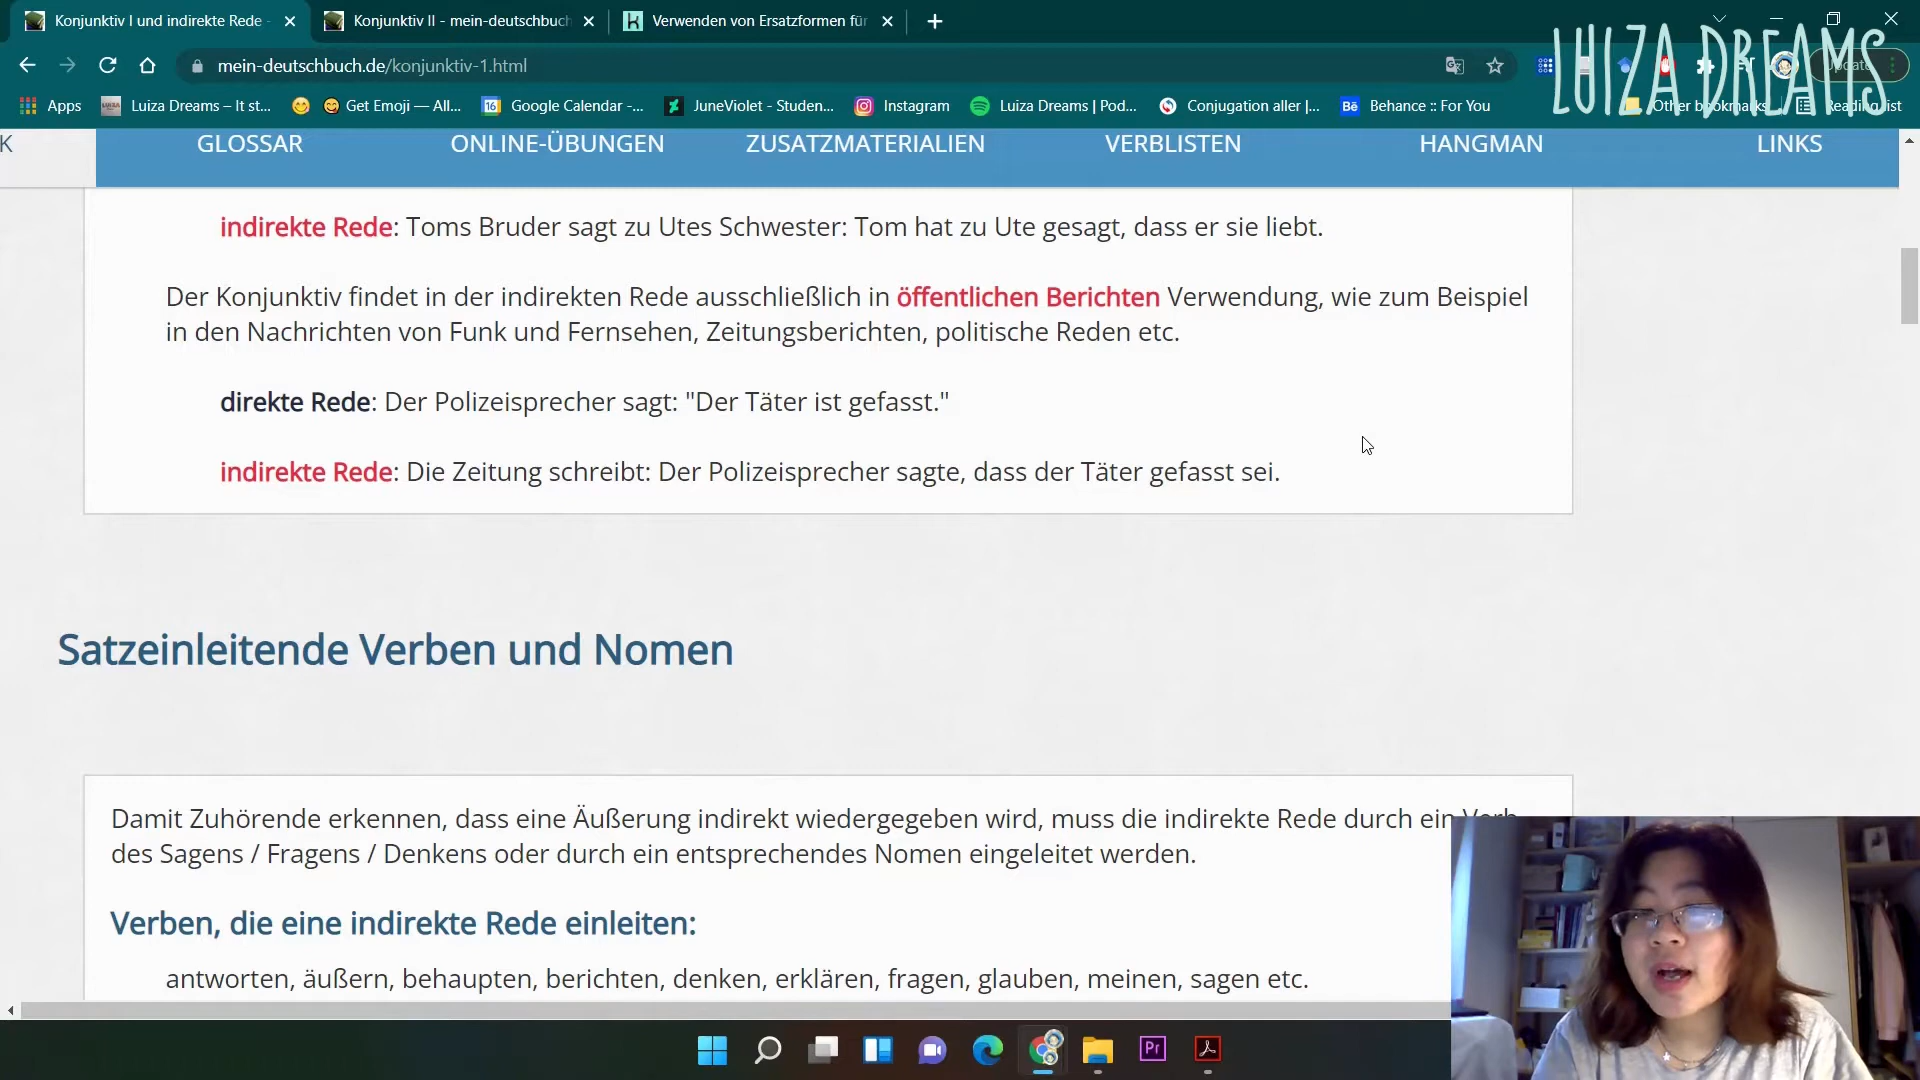 Konjunktiv I und indirekte Rede -
Konjunktiv II - mein-deutschbuch
Verwenden von Ersatzformen für
LUIZA DREAMS
mein-deutschbuch.de/konjunktiv-1.html
Apps
Luiza Dreams – It st...
Get Emoji — All...
16
Google Calendar -...
JuneViolet - Studen...
Instagram
Luiza Dreams | Pod...
Conjugation aller |...
Bē
Behance :: For You
Other bookmarks
Reading list
K
GLOSSAR
ONLINE-ÜBUNGEN
ZUSATZMATERIALIEN
VERBLISTEN
HANGMAN
LINKS
indirekte Rede: Toms Bruder sagt zu Utes Schwester: Tom hat zu Ute gesagt, dass er sie liebt.
Der Konjunktiv findet in der indirekten Rede ausschließlich in öffentlichen Berichten Verwendung, wie zum Beispiel
in den Nachrichten von Funk und Fernsehen, Zeitungsberichten, politische Reden etc.
direkte Rede: Der Polizeisprecher sagt: "Der Täter ist gefasst."
indirekte Rede: Die Zeitung schreibt: Der Polizeisprecher sagte, dass der Täter gefasst sei.
Satzeinleitende Verben und Nomen
Damit Zuhörende erkennen, dass eine Äußerung indirekt wiedergegeben wird, muss die indirekte Rede durch ein
des Sagens / Fragens / Denkens oder durch ein entsprechendes Nomen eingeleitet werden.
Verben, die eine indirekte Rede einleiten:
antworten, äußern, behaupten, berichten, denken, erklären, fragen, glauben, meinen, sagen etc.
Pr